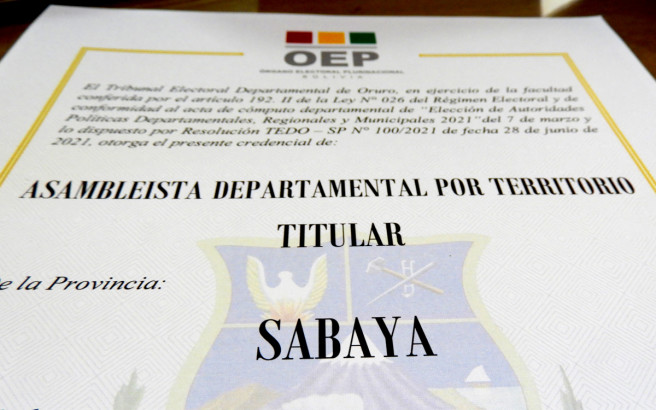 OEP
ÓRGANO ELECTORAL PLURINACIONAL
BOLIVIA
El Tribunal Electoral Departamental de Oruro, en ejercicio de la facultad
conferida por el artículo 192. II de la Ley Nº 026 del Régimen Electoral y de
conformidad al acta de cómputo departamental de "Elección de Autoridades
Políticas Departamentales, Regionales y Municipales 2021"del 7 de marzo y
lo dispuesto por Resolución TEDO – SP Nº 100/2021 de fecha 28 de junio de
2021, otorga el presente credencial de:
ASAMBLEISTA DEPARTAMENTAL POR TERRITORIO
TITULAR
de la Provincia:
SABAYA